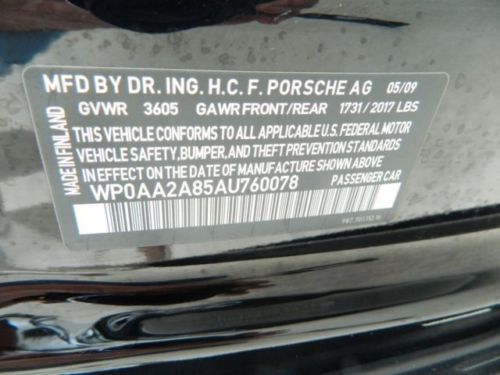 MFD BY DR. ING. H.C. F. PORSCHE AG 05/09
GVWR 3605 GAWR FRONT/REAR 1731/2017 LBS
THIS VEHICLE CONFORMS TO ALL APPLICABLE U.S. FEDERAL MOTOR
VEHICLE SAFETY, BUMPER, AND THEFT PREVENTION STANDARDS
IN EFFECT ON THE DATE OF MANUFACTURE SHOWN ABOVE.
WP0AA2A85AU760078 PASSENGER CAR
MADE IN FINLAND